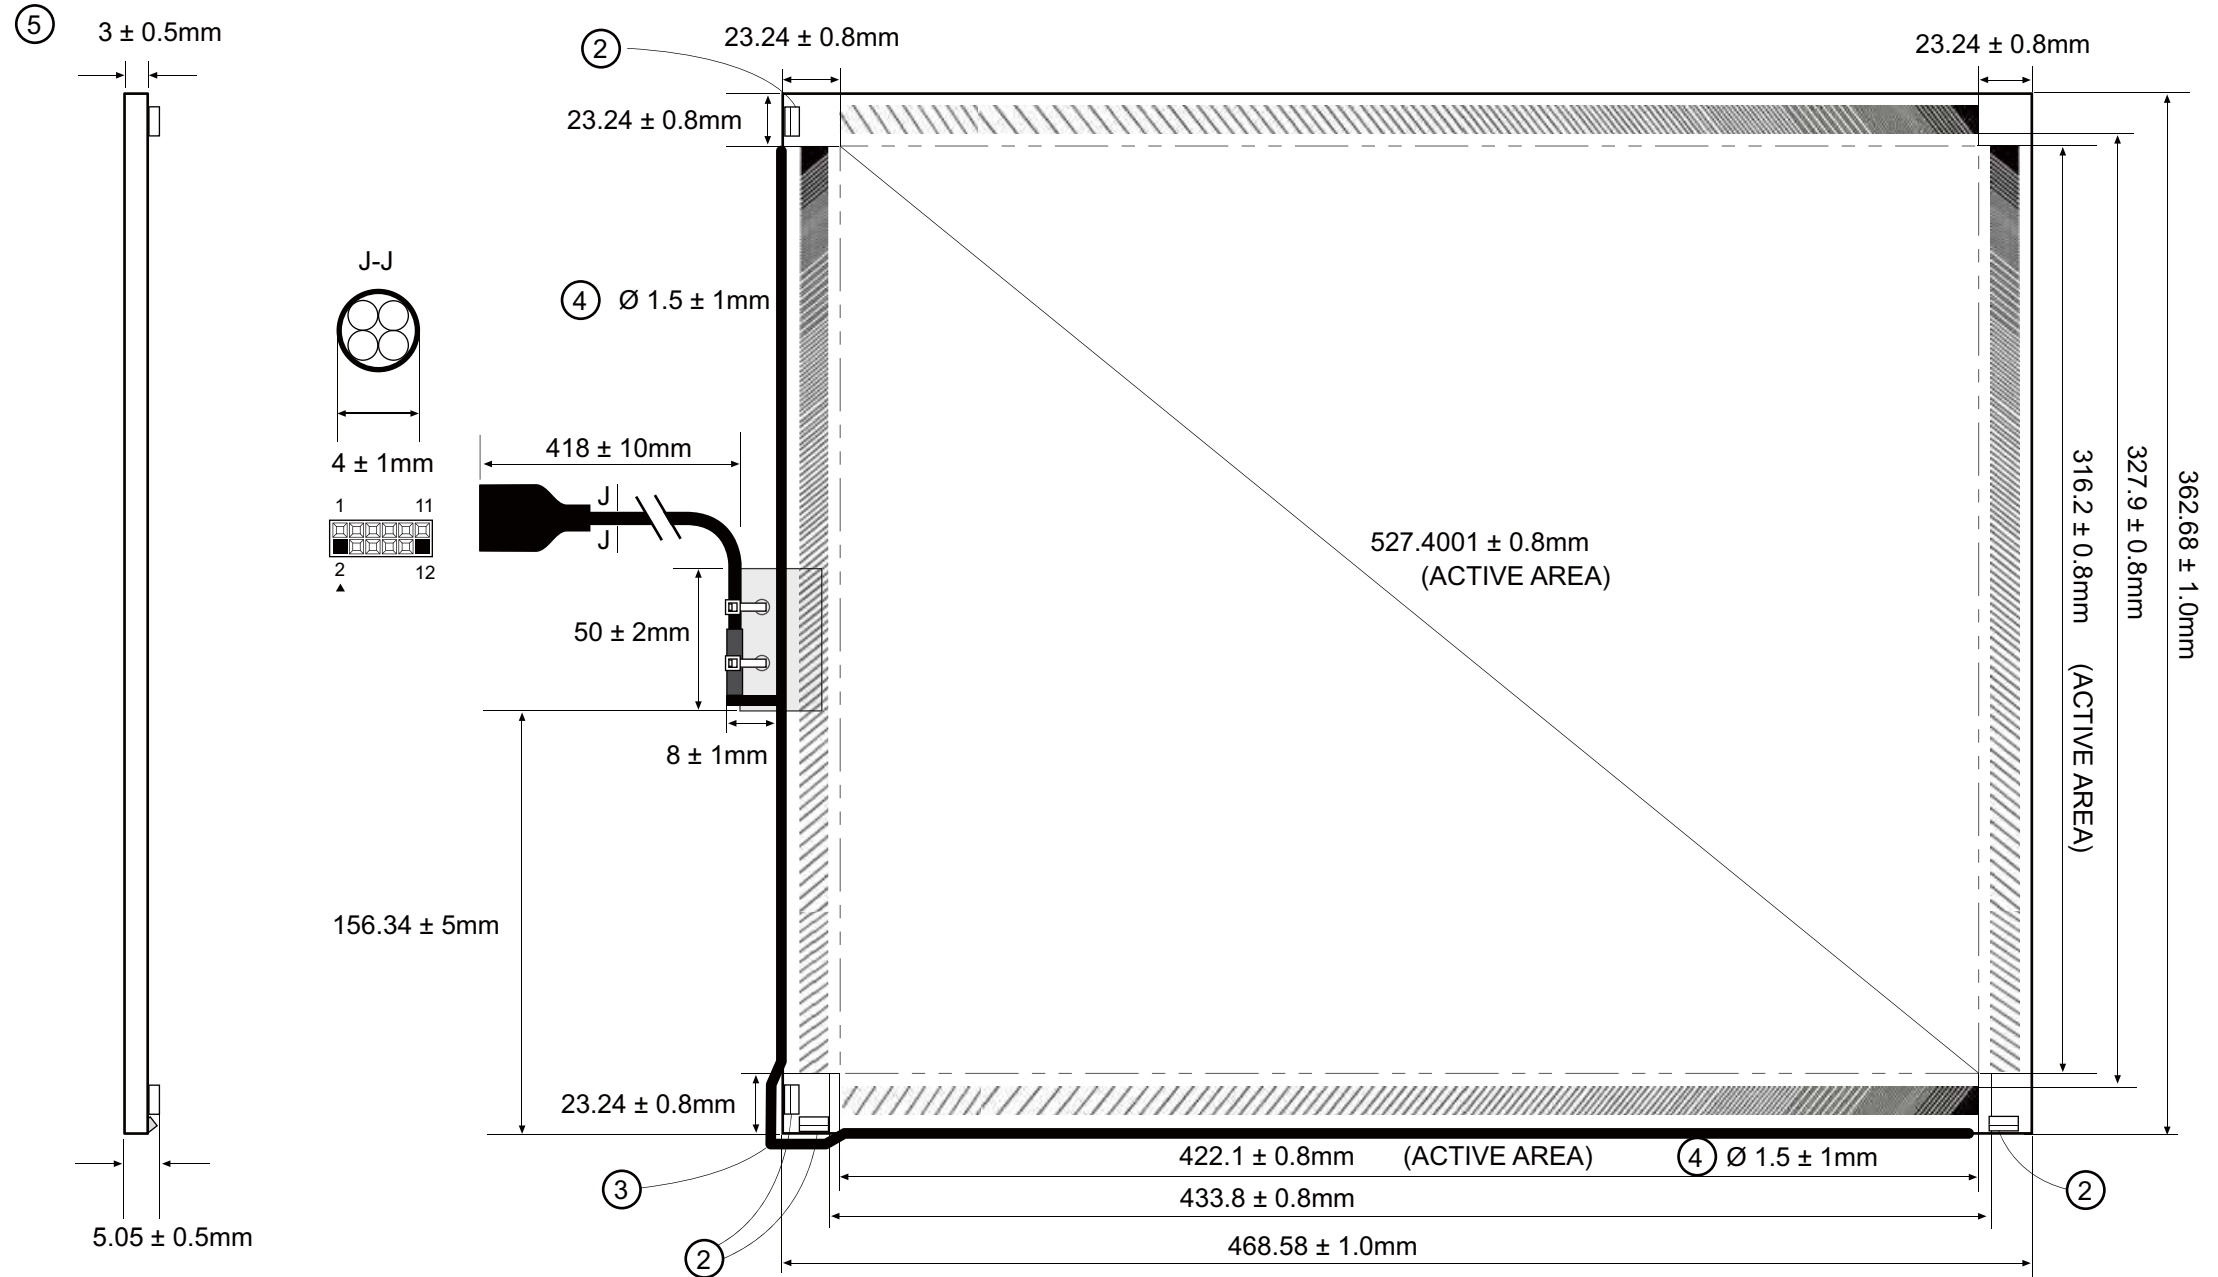 ⑤ 3 ± 0.5mm
② 23.24 ± 0.8mm
23.24 ± 0.8mm
23.24 ± 0.8mm
J-J
④ Ø 1.5 ± 1mm
4 ± 1mm
418 ± 10mm
J
J
1 11
2 12
50 ± 2mm
8 ± 1mm
527.4001 ± 0.8mm
(ACTIVE AREA)
316.2 ± 0.8mm (ACTIVE AREA)
327.9 ± 0.8mm
362.68 ± 1.0mm
156.34 ± 5mm
23.24 ± 0.8mm
422.1 ± 0.8mm (ACTIVE AREA) ④ Ø 1.5 ± 1mm
③
②
433.8 ± 0.8mm
5.05 ± 0.5mm
②
468.58 ± 1.0mm